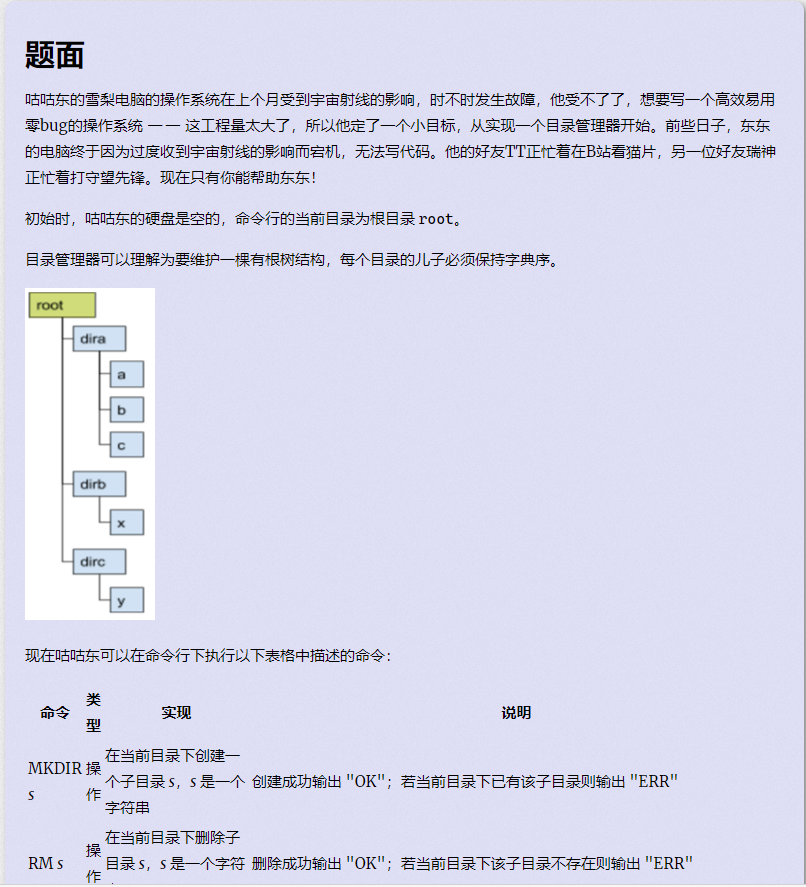 题面
咕咕东的雪梨电脑的操作系统在上个月受到宇宙射线的影响，时不时发生故障，他受不了了，想要写一个高效易用
零bug的操作系统 —— 这工程量太大了，所以他定了一个小目标，从实现一个目录管理器开始。前些日子，东东
的电脑终于因为过度收到宇宙射线的影响而宕机，无法写代码。他的好友TT正忙着在B站看猫片，另一位好友瑞神
正忙着打守望先锋。现在只有你能帮助东东！
初始时，咕咕东的硬盘是空的，命令行的当前目录为根目录 root。
目录管理器可以理解为要维护一棵有根树结构，每个目录的儿子必须保持字典序。
root
dira
a
b
c
dirb
x
dirc
y
现在咕咕东可以在命令行下执行以下表格中描述的命令：
命令 类型 实现 说明
MKDIR s 操作 在当前目录下创建一个子目录 s，s 是一个字符串 创建成功输出 "OK"；若当前目录下已有该子目录则输出 "ERR"
RM s 操作 在当前目录下删除子目录 s，s 是一个字符 删除成功输出 "OK"；若当前目录下该子目录不存在则输出 "ERR"